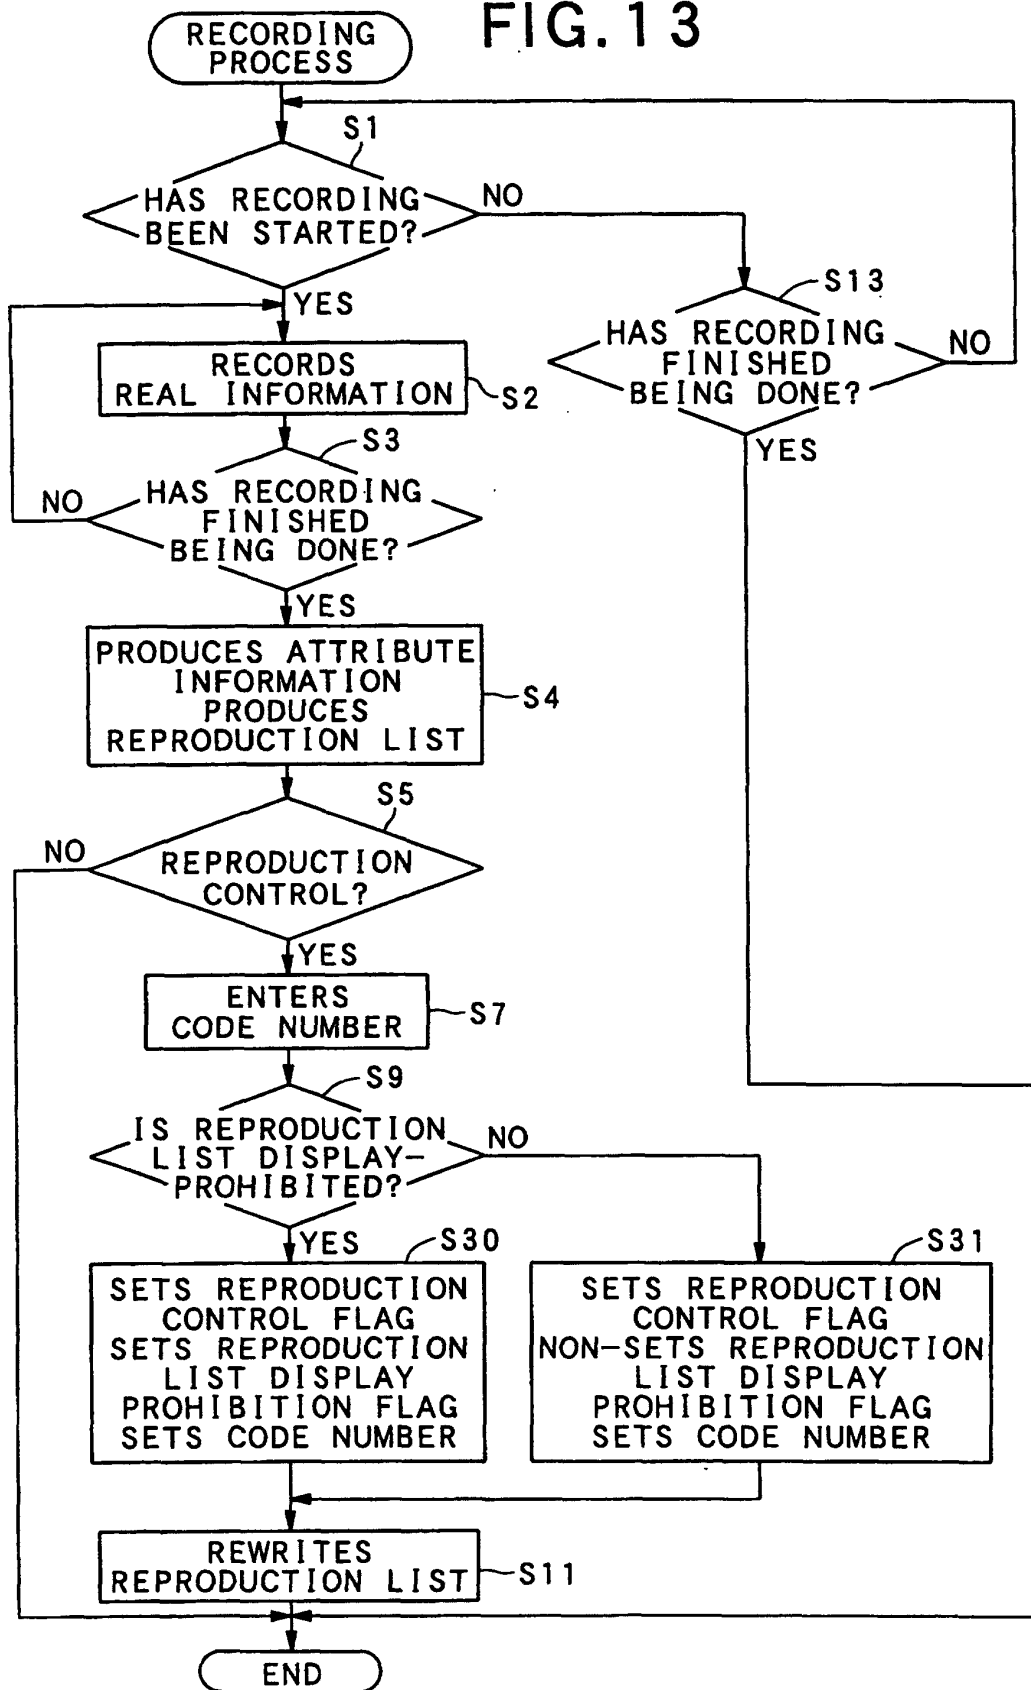 FIG.13
RECORDING
PROCESS
S1
HAS RECORDING
BEEN STARTED?
NO
YES
S13
HAS RECORDING
FINISHED
BEING DONE?
NO
YES
RECORDS
REAL INFORMATION
S2
S3
HAS RECORDING
FINISHED
BEING DONE?
NO
YES
PRODUCES ATTRIBUTE
INFORMATION
PRODUCES
REPRODUCTION LIST
S4
S5
REPRODUCTION
CONTROL?
NO
YES
ENTERS
CODE NUMBER
S7
S9
IS REPRODUCTION
LIST DISPLAY-
PROHIBITED?
NO
YES
S30
SETS REPRODUCTION
CONTROL FLAG
SETS REPRODUCTION
LIST DISPLAY
PROHIBITION FLAG
SETS CODE NUMBER
S31
SETS REPRODUCTION
CONTROL FLAG
NON-SETS REPRODUCTION
LIST DISPLAY
PROHIBITION FLAG
SETS CODE NUMBER
REWRITES
REPRODUCTION LIST
S11
END